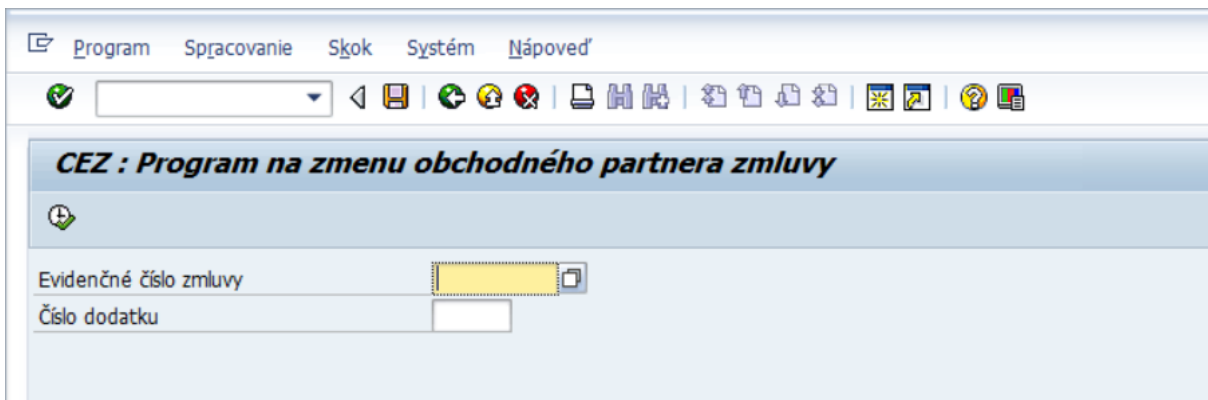 Program Spracovanie Skok Systém Nápoveď
CEZ : Program na zmenu obchodného partnera zmluvy
Evidenčné číslo zmluvy
Číslo dodatku